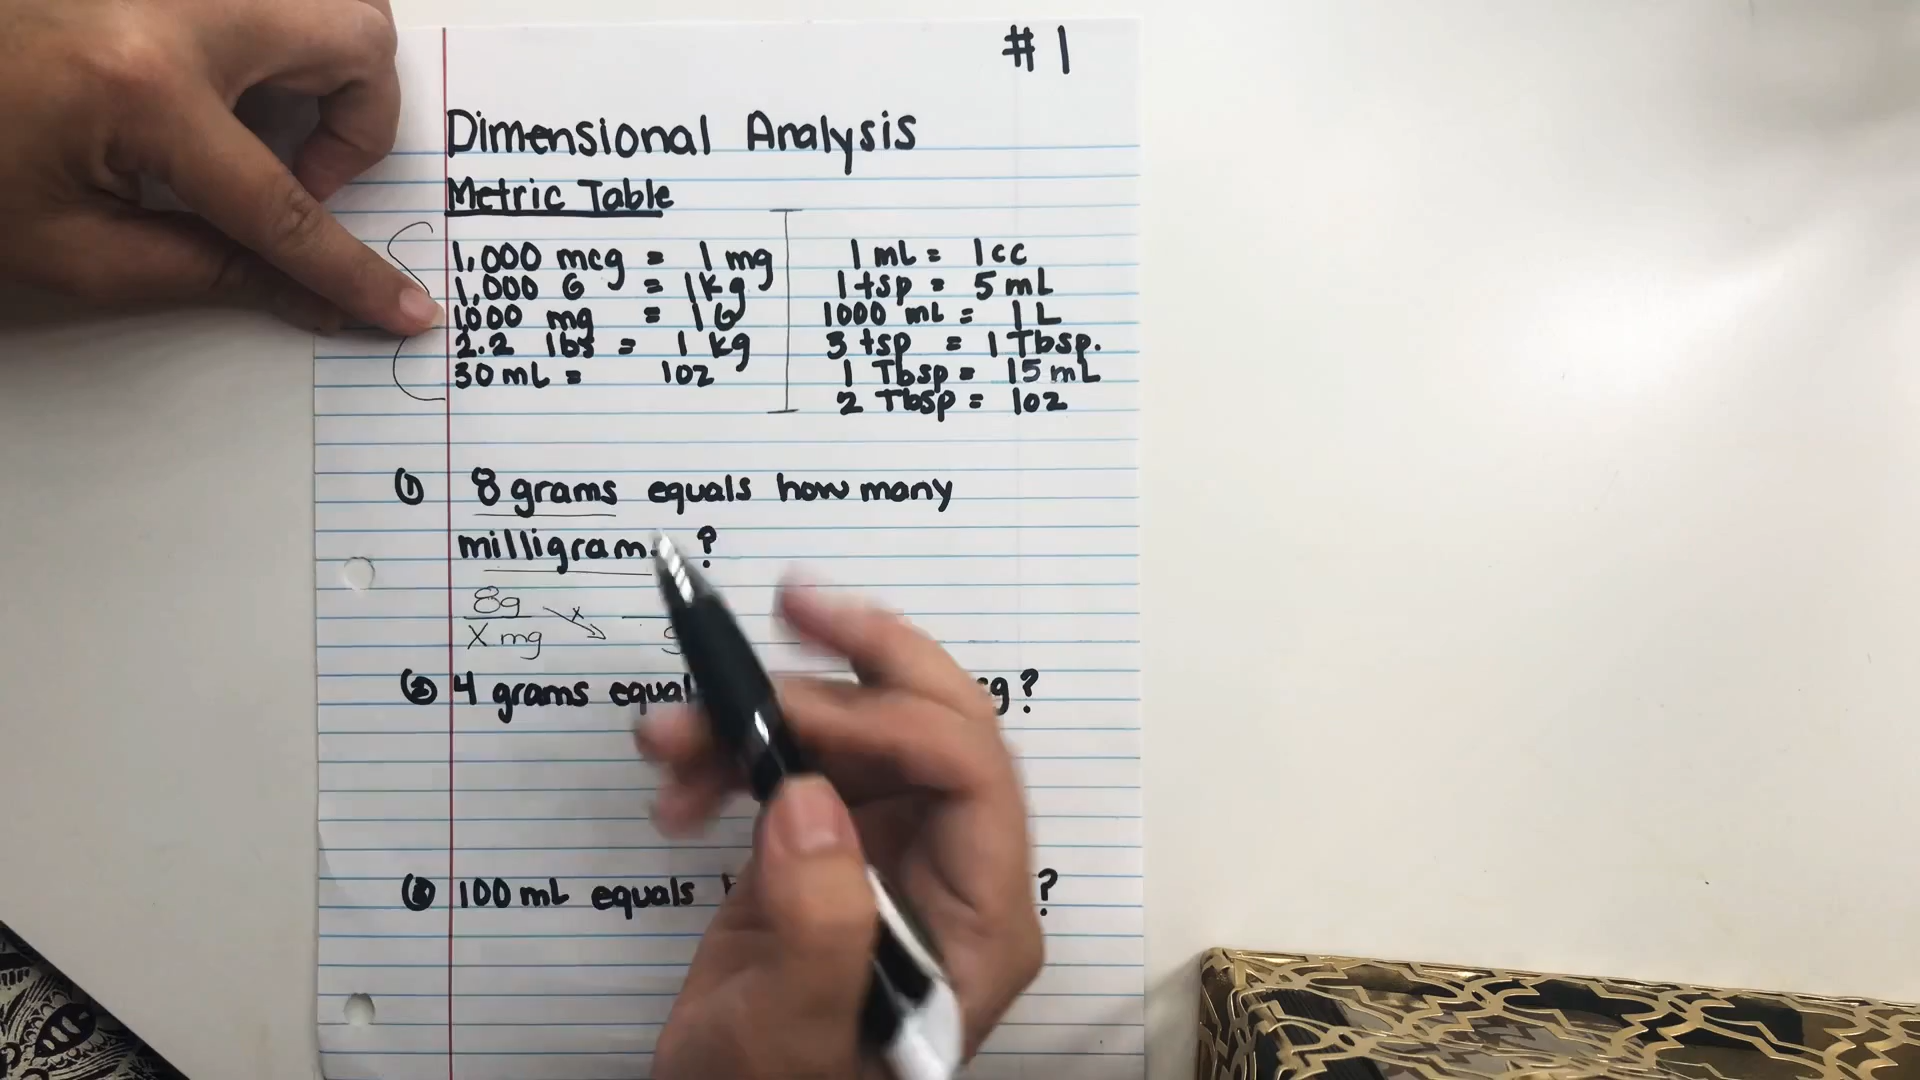 #1
Dimensional Analysis
Metric Table
1,000 mcg = 1 mg
1,000 G = 1kg
1000 mg = 1G
2.2 lbs = 1 kg
30 mL = 1oz
1 mL = 1cc
1 tsp = 5 mL
1000 mL = 1 L
3 tsp = 1 Tbsp.
1 Tbsp = 15 mL
2 Tbsp = 1oz
① 8 grams equals how many
milligrams ?
8g x
X mg g
② 4 grams ?
③ 100 mL equals ?